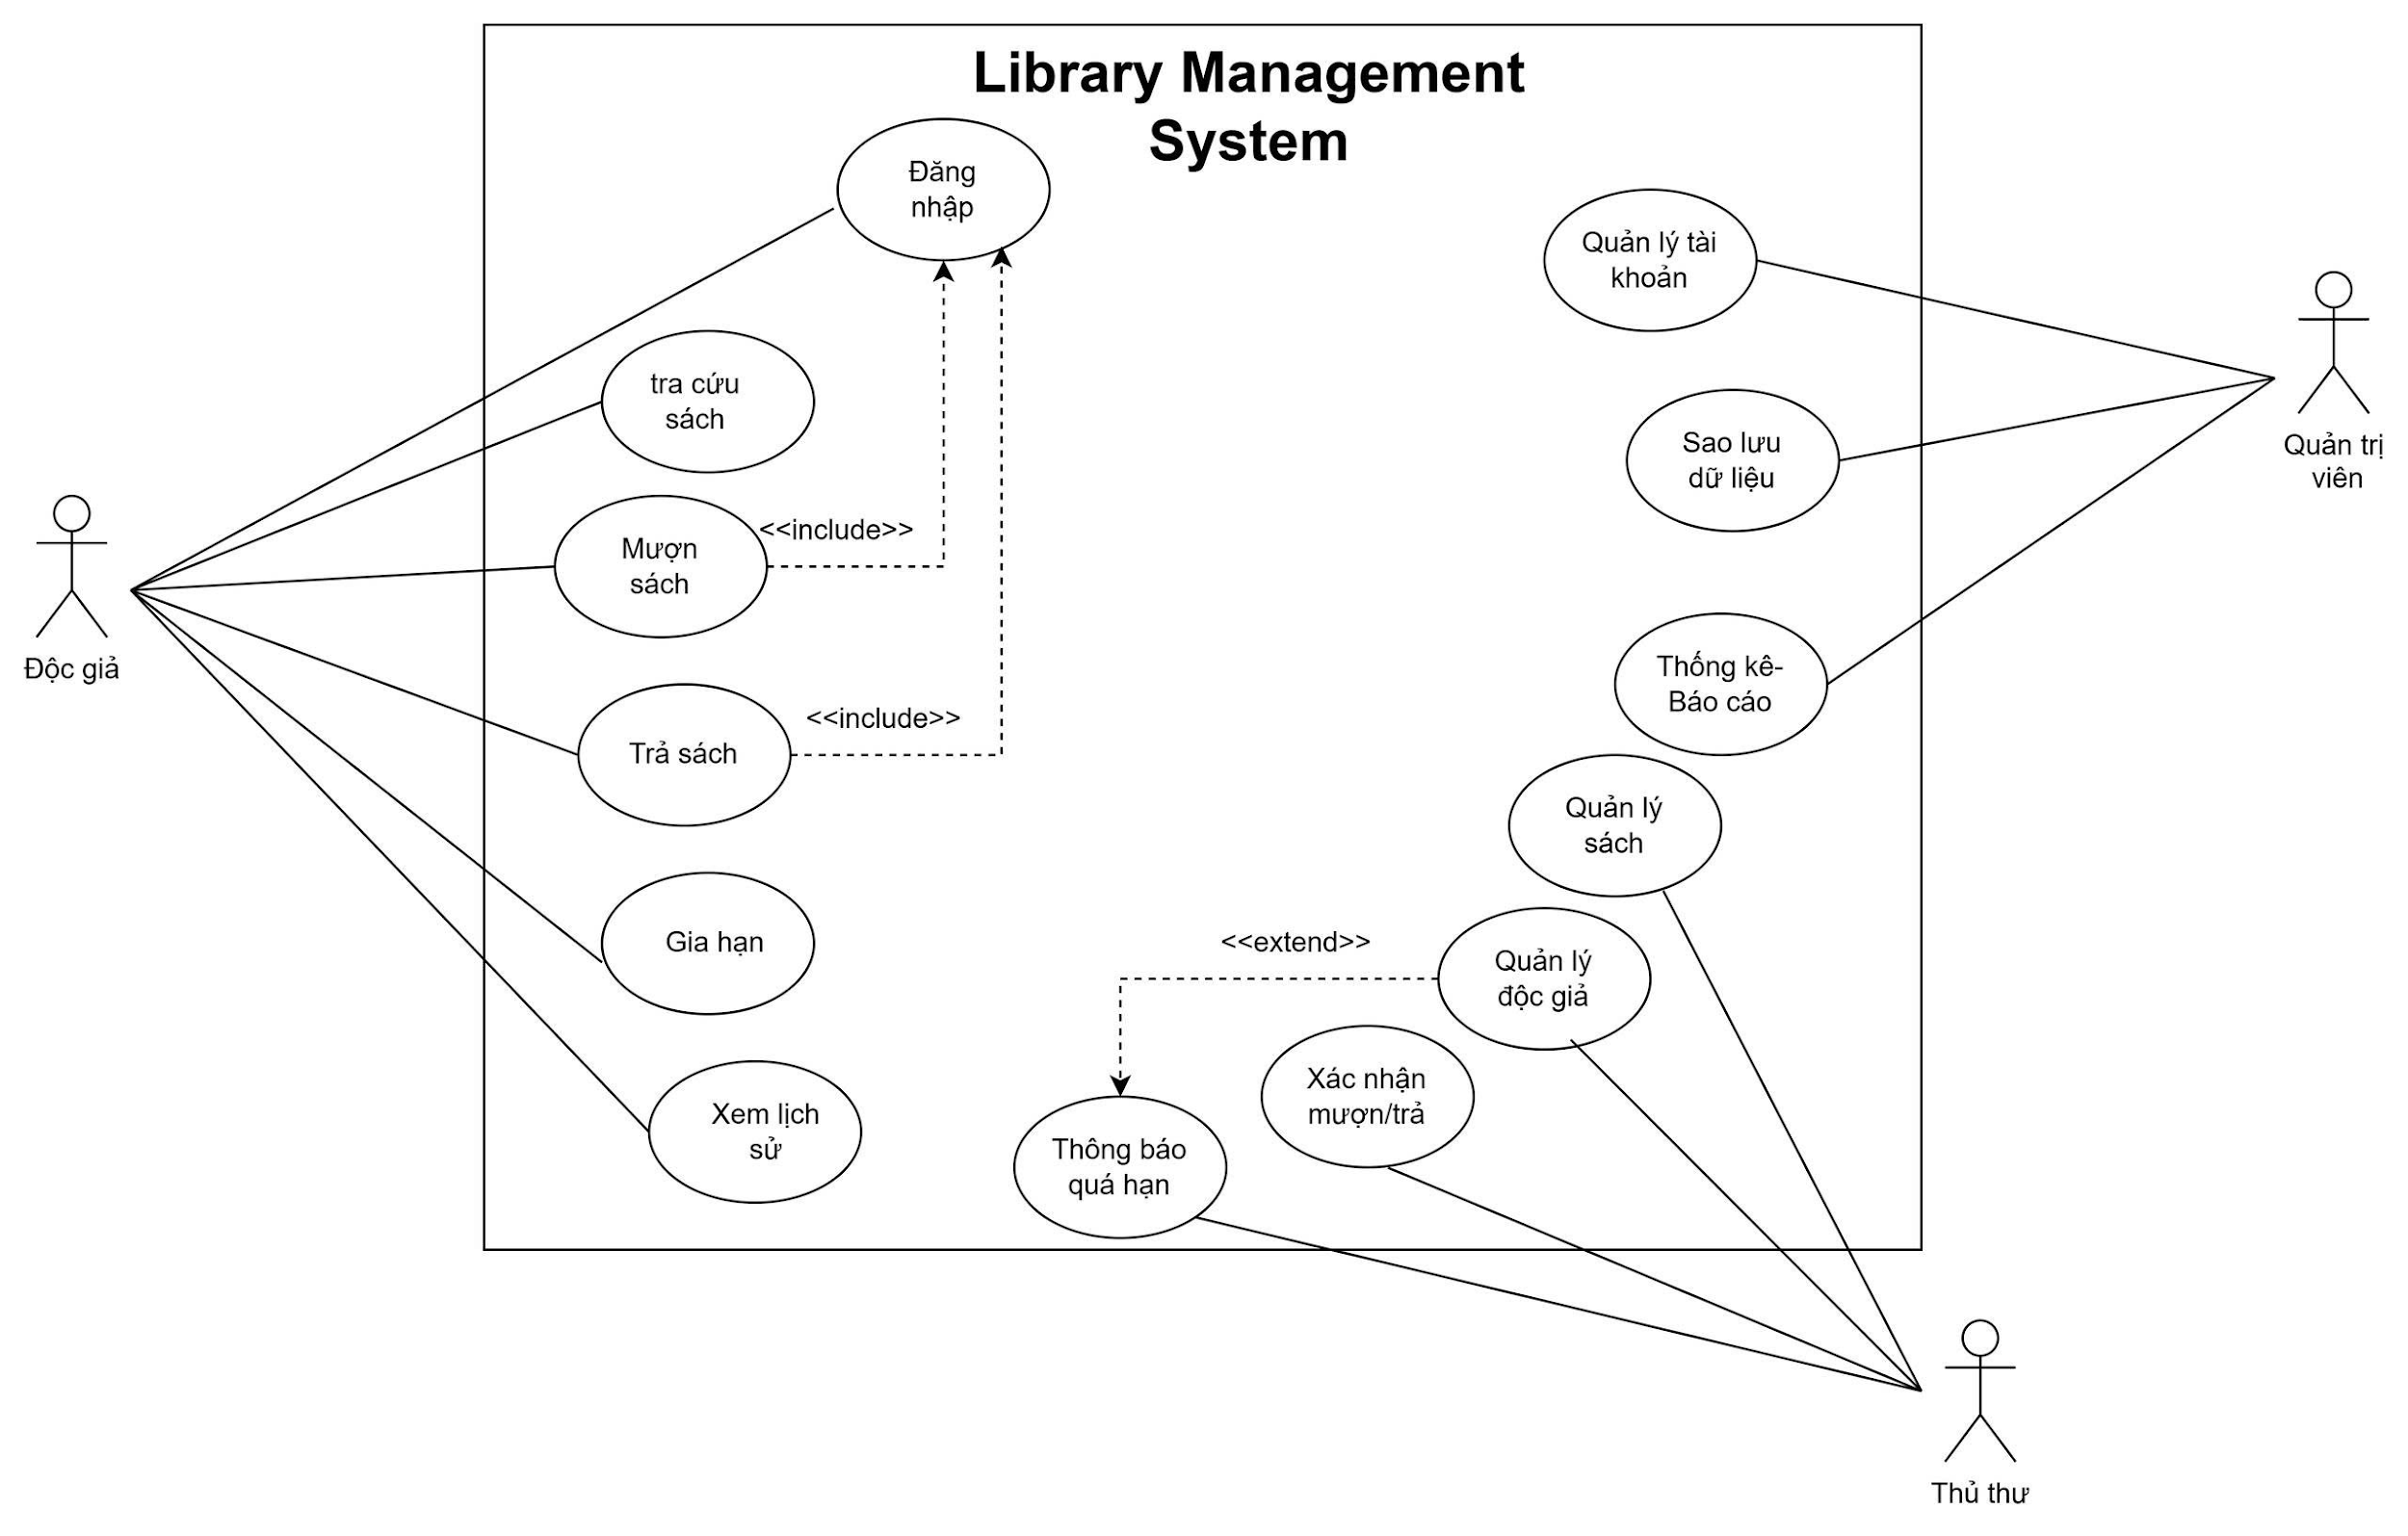 Library Management
System
Đăng
nhập
Quản lý tài
khoản
tra cứu
sách
Sao lưu
dữ liệu
Quản trị
viên
<<include>>
Mượn
sách
Độc giả
Thống kê-
Báo cáo
<<include>>
Trả sách
Quản lý
sách
Gia hạn
<<extend>>
Quản lý
độc giả
Xác nhận
mượn/trả
Xem lịch
sử
Thông báo
quá hạn
Thủ thư